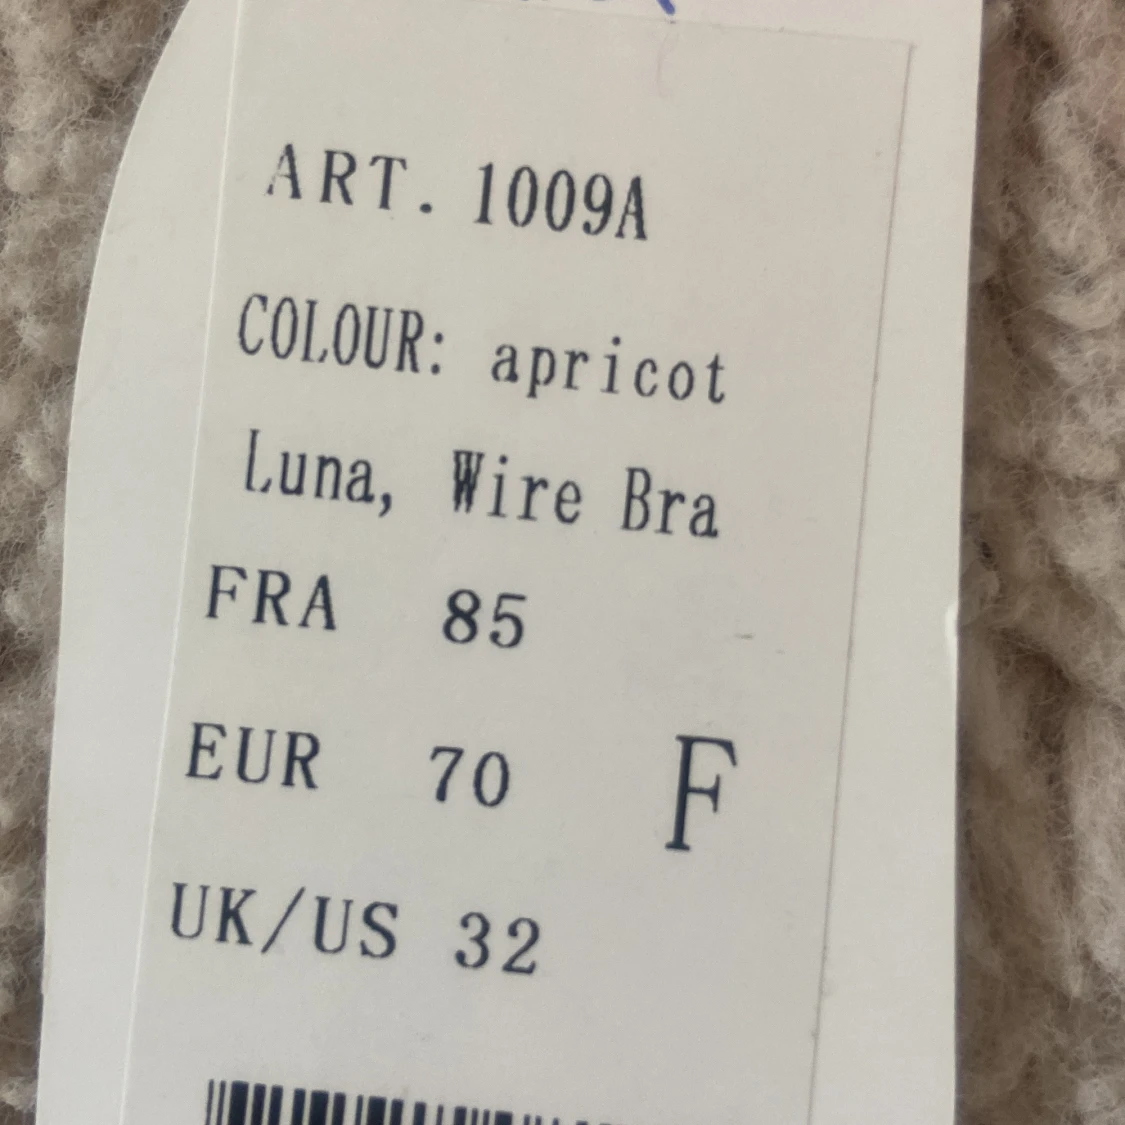 ART. 1009A
COLOUR: apricot
Luna, Wire Bra
FRA 85
EUR 70 F
UK/US 32